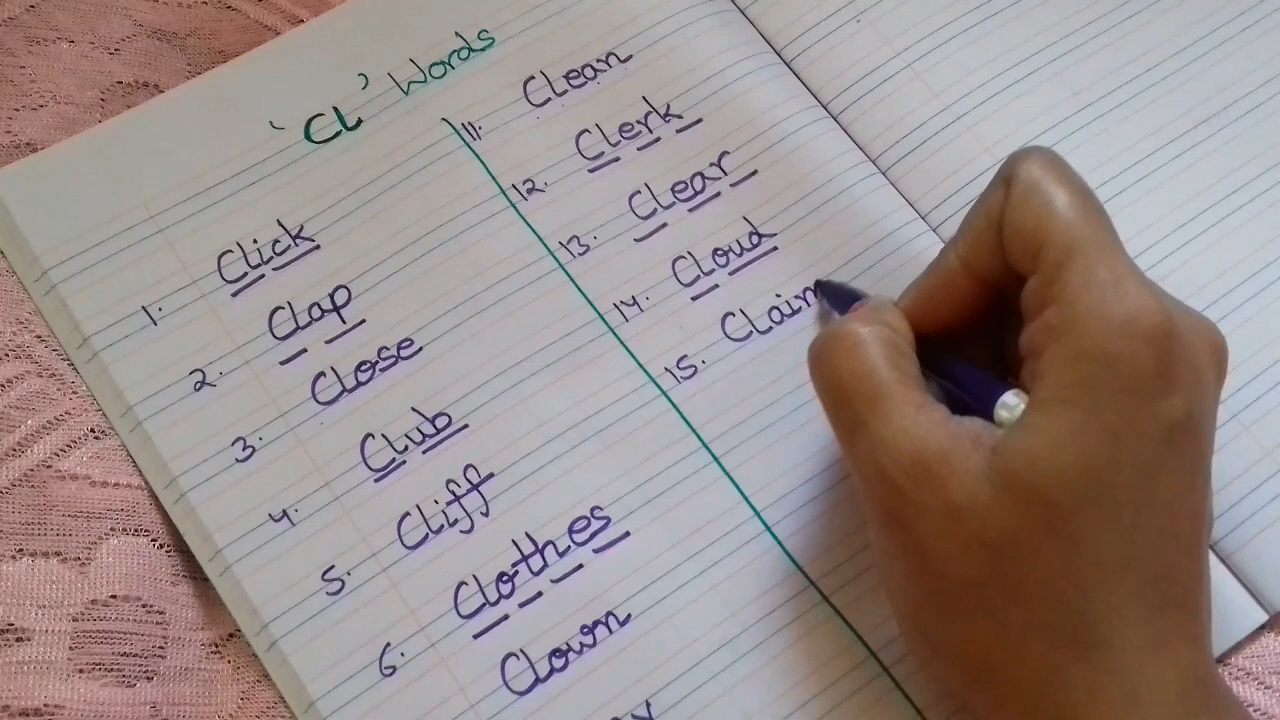 'CL' Words
1. Click
2. Clap
3. Close
4. Club
5. Cliff
6. Clothes
Clown
11. Clean
12. Clerk
13. Clear
14. Cloud
15. Claim